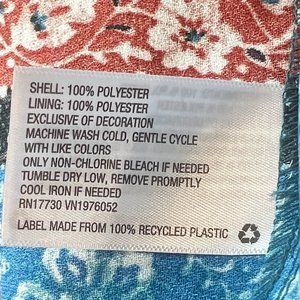 SHELL: 100% POLYESTER
LINING: 100% POLYESTER
EXCLUSIVE OF DECORATION
MACHINE WASH COLD, GENTLE CYCLE
WITH LIKE COLORS
ONLY NON-CHLORINE BLEACH IF NEEDED
TUMBLE DRY LOW, REMOVE PROMPTLY
COOL IRON IF NEEDED
RN17730 VN1976052
LABEL MADE FROM 100% RECYCLED PLASTIC